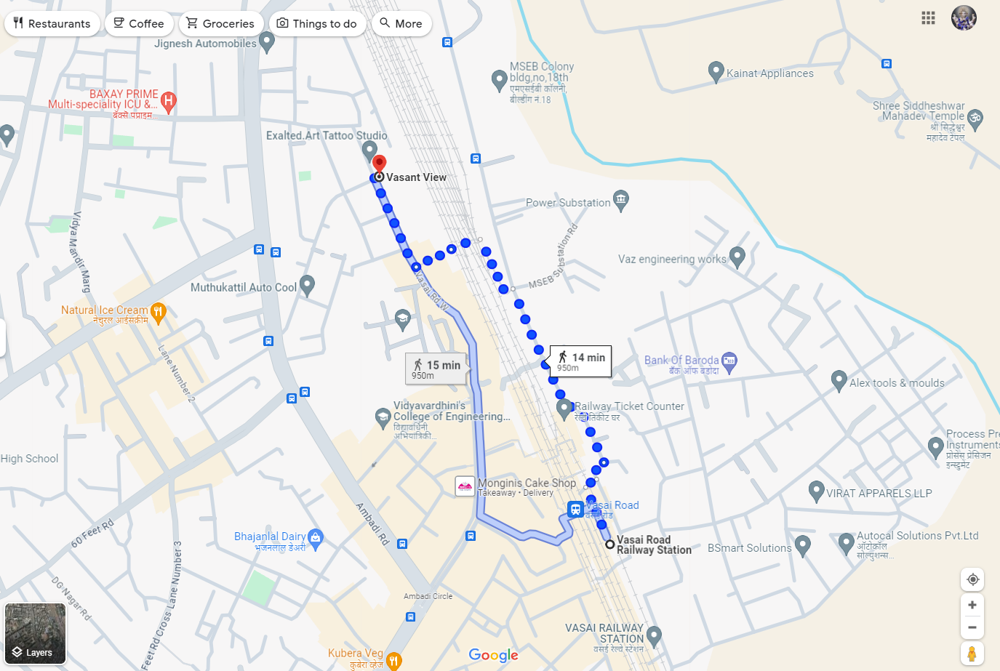 Restaurants
Coffee
Groceries
Things to do
More
Jignesh Automobiles
MSEB Colony
bldg,no,18th
एमएसईबी कॉलनी,
बील्डींग नं.18
Kainat Appliances
BAXAY PRIME
Multi-speciality ICU &...
बॅक्से पप्राइम...
Shree Siddheshwar
Mahadev Temple
श्री सिद्धेश्वर
महादेव टेंपल
Exalted.Art Tattoo Studio
Vasant View
Power Substation
Vidya Mandir Marg
MSEB Substation Rd
Vaz engineering works
Muthukattil Auto Cool
Vasai Rd W
Natural Ice Cream
नेचुरल आईसक्रीम
Lane Number 2
15 min
950m
14 min
950m
Bank Of Baroda
बैंक ऑफ बडोदा
Alex tools & moulds
Vidyavardhini's
College of Engineering...
विद्यावर्धिनी
अभियांत्रिकी...
Railway Ticket Counter
रेल्वे तिकीट घर
Process Pre
Instruments
प्रोसेस प्रेसिजन
इन्स्ट्रुमेंट
High School
Monginis Cake Shop
Takeaway • Delivery
VIRAT APPARELS LLP
Vasai Road
वसई रोड
60 Feet Rd
Ambadi Rd
Bhajanlal Dairy
भजनलाल डेअरी
Vasai Road
Railway Station
BSmart Solutions
Autocal Solutions Pvt.Ltd
ऑटोकॉल
सोल्युशन्स...
DG-Nagar-Rd
Feet Rd Cross Lane Number 3
Ambadi Circle
VASAI RAILWAY
STATION
वसई रेल्वे स्टेशन
Layers
Kubera Veg
कुबेरा व्हेज
Google